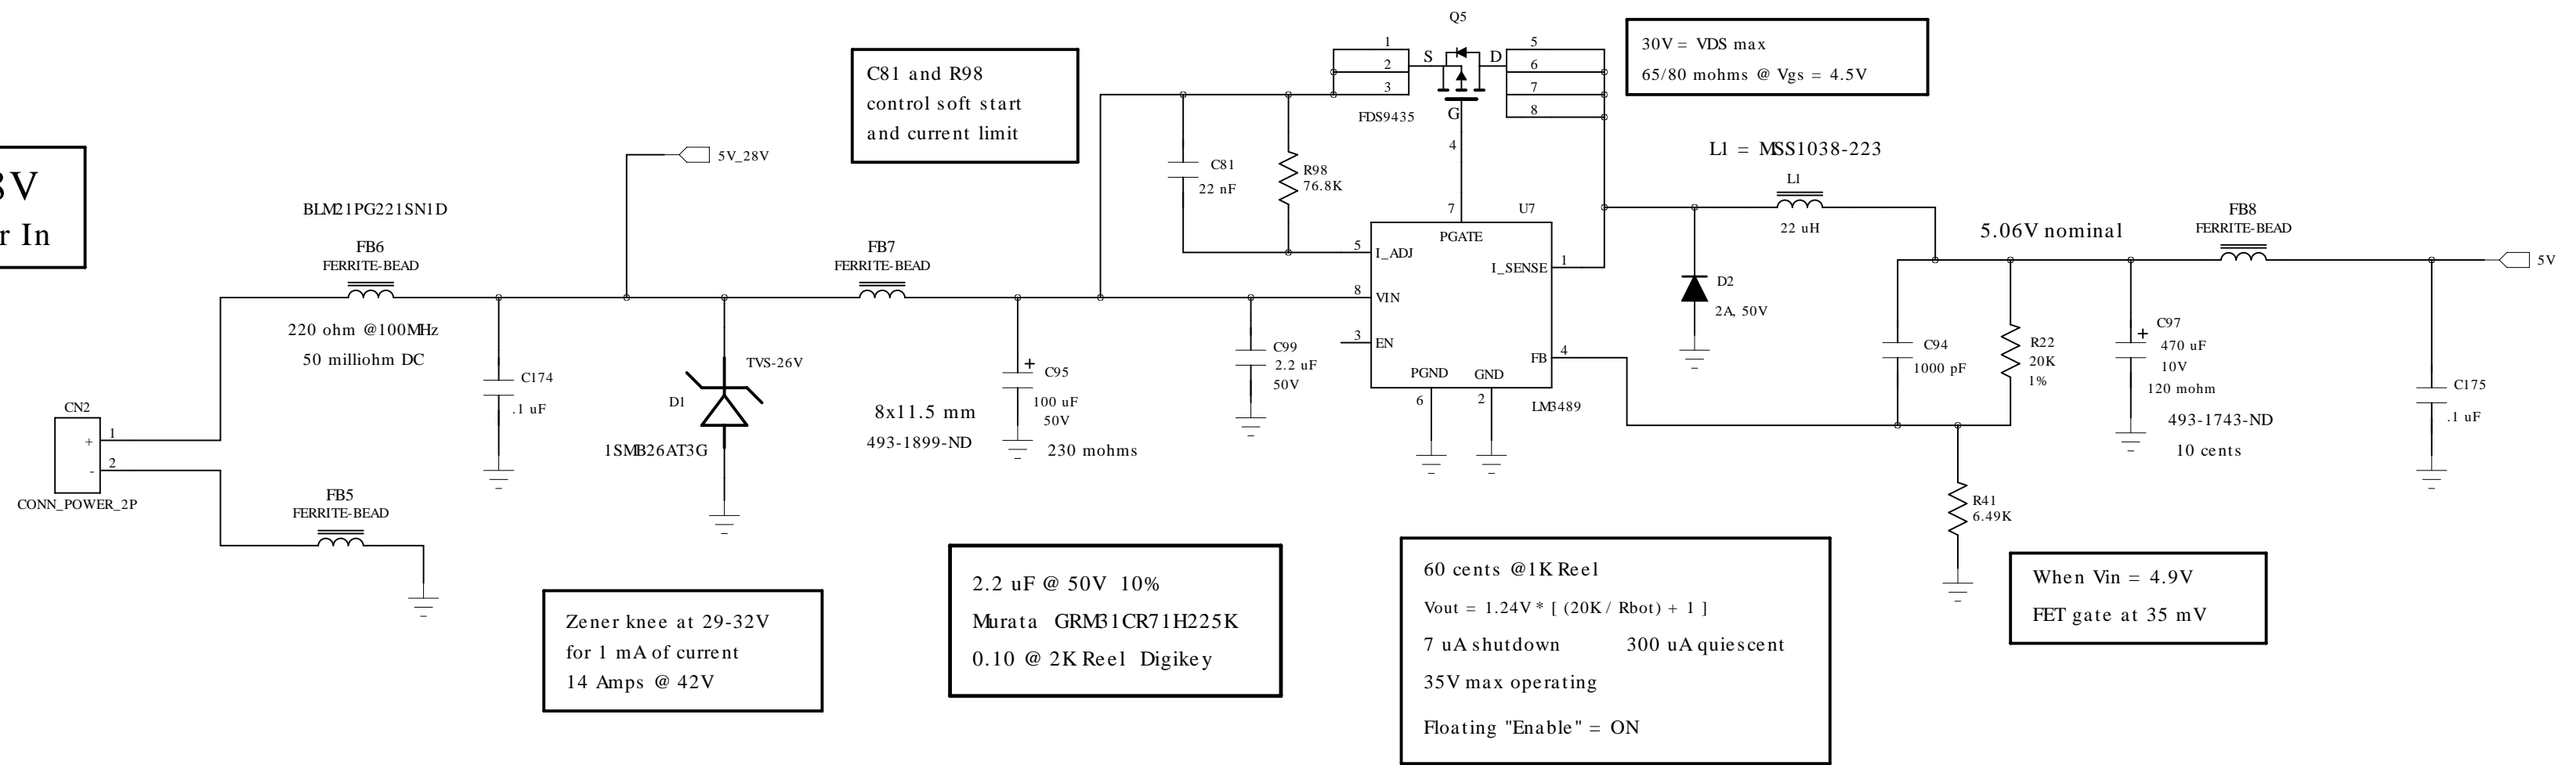 8V
r In
CN2
+
1
-
2
CONN_POWER_2P
BLM21PG221SN1D
FB6
FERRITE-BEAD
220 ohm @100MHz
50 milliohm DC
FB5
FERRITE-BEAD
C174
.1 uF
5V_28V
TVS-26V
D1
1SMB26AT3G
Zener knee at 29-32V
for 1 mA of current
14 Amps @ 42V
FB7
FERRITE-BEAD
8x11.5 mm
493-1899-ND
+
C95
100 uF
50V
230 mohms
C81 and R98
control soft start
and current limit
C81
22 nF
R98
76.8K
C99
2.2 uF
50V
2.2 uF @ 50V 10%
Murata GRM31CR71H225K
0.10 @ 2K Reel Digikey
Q5
1
2
3
S
D
G
5
6
7
8
FDS9435
4
30V = VDS max
65/80 mohms @ Vgs = 4.5V
7
U7
PGATE
5
I_ADJ
I_SENSE
1
8
VIN
3
EN
FB
4
PGND
GND
6
2
LM3489
60 cents @1K Reel
Vout = 1.24V * [ (20K / Rbot) + 1 ]
7 uA shutdown 300 uA quiescent
35V max operating
Floating "Enable" = ON
L1 = MSS1038-223
L1
22 uH
D2
2A, 50V
5.06V nominal
C94
1000 pF
R22
20K
1%
R41
6.49K
+
C97
470 uF
10V
120 mohm
493-1743-ND
10 cents
FB8
FERRITE-BEAD
5V
C175
.1 uF
When Vin = 4.9V
FET gate at 35 mV